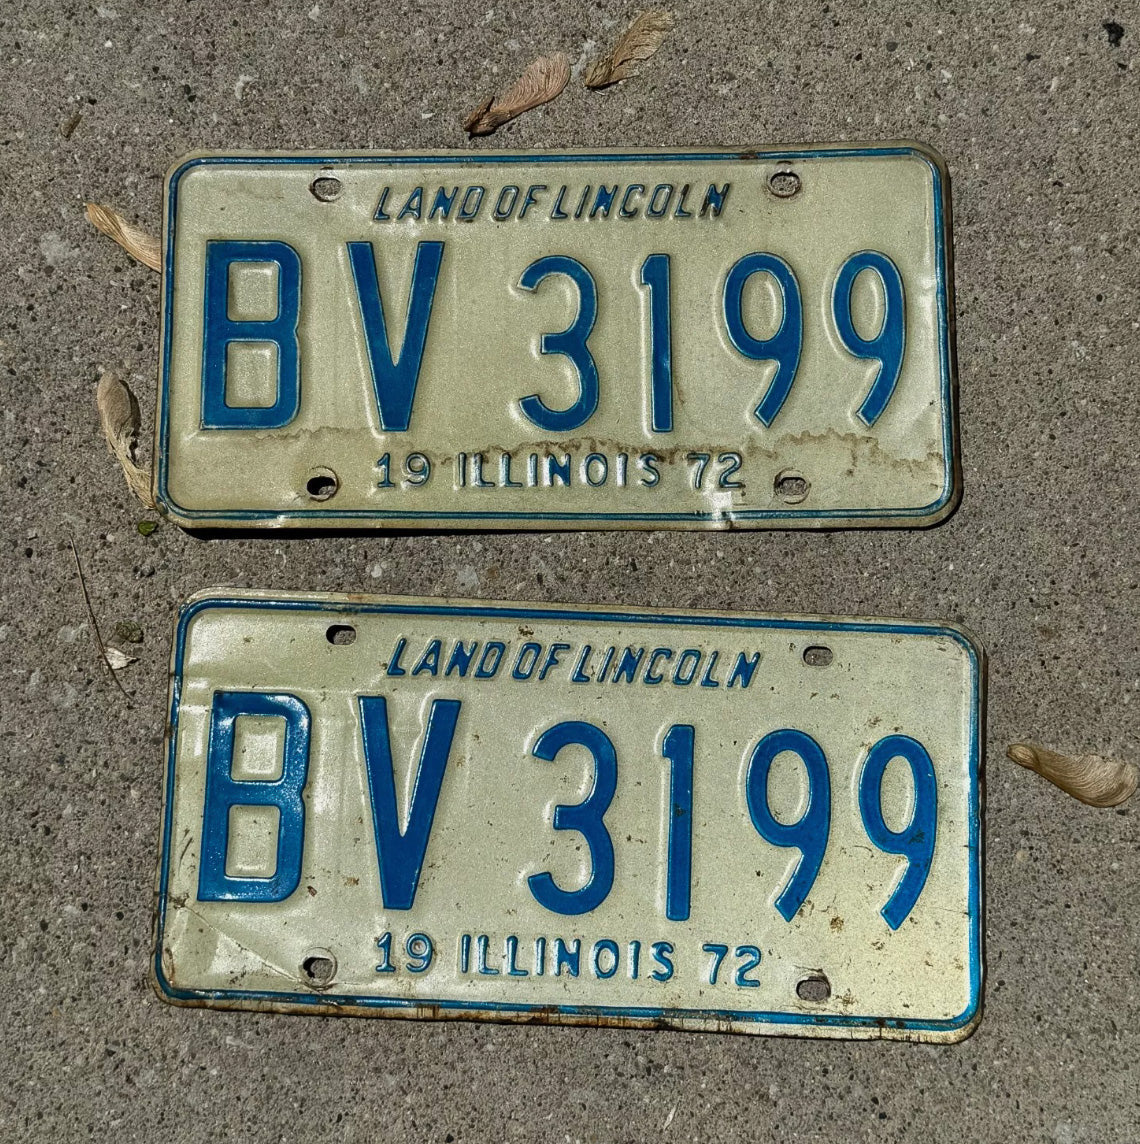 LAND OF LINCOLN
BV 3199
19 ILLINOIS 72
LAND OF LINCOLN
BV 3199
19 ILLINOIS 72